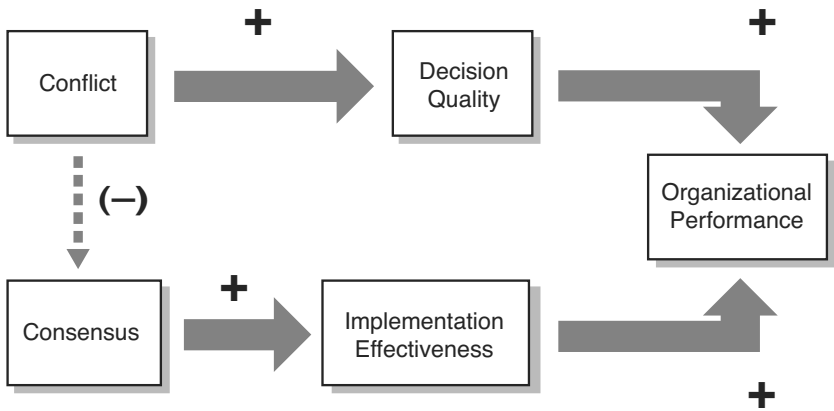 +
+
Conflict
Decision
Quality
(–)
Organizational
Performance
+
Consensus
Implementation
Effectiveness
+